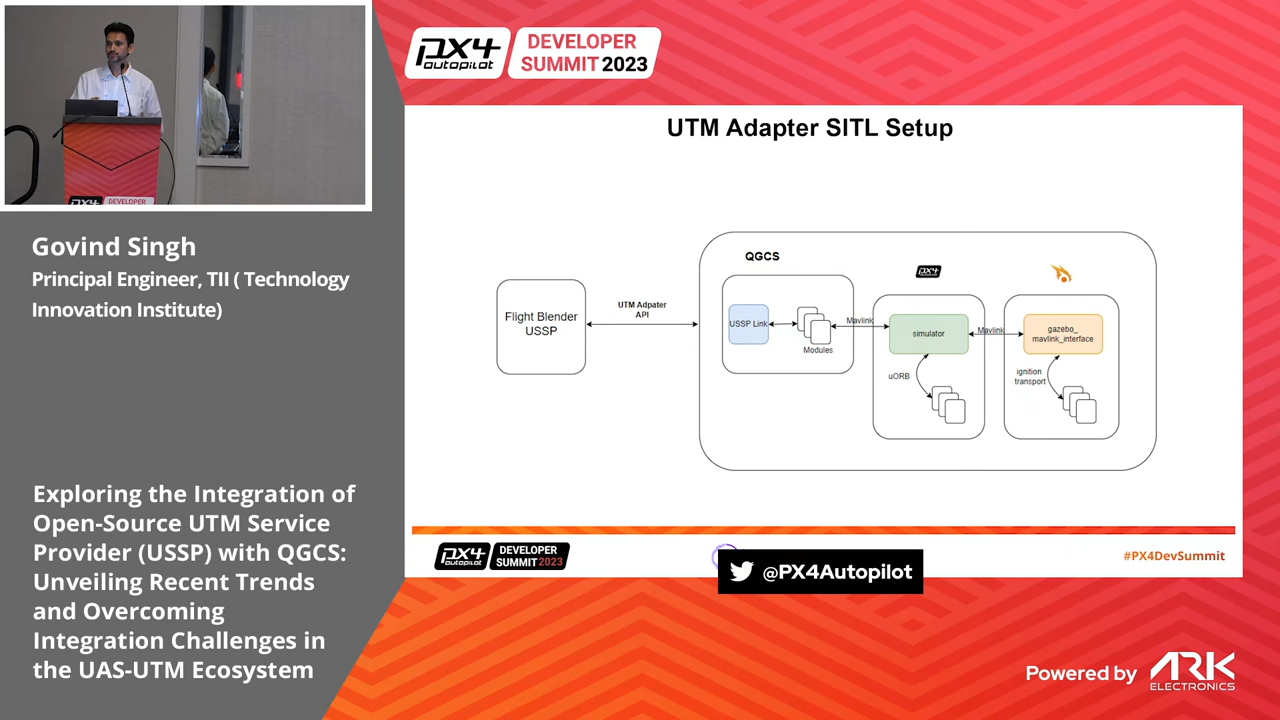 PX4
autopilot
DEVELOPER
SUMMIT 2023
UTM Adapter SITL Setup
Govind Singh
Principal Engineer, TII ( Technology
Innovation Institute)
Exploring the Integration of
Open-Source UTM Service
Provider (USSP) with QGCS:
Unveiling Recent Trends
and Overcoming
Integration Challenges in
the UAS-UTM Ecosystem
Flight Blender
USSP
UTM Adpater
API
QGCS
USSP Link
Modules
Mavlink
PX4
simulator
uORB
Mavlink
gazebo_
mavlink_interface
ignition
transport
PX4
autopilot
DEVELOPER
SUMMIT 2023
@PX4Autopilot
#PX4DevSummit
Powered by
ARK
ELECTRONICS
PX4
DEVELOPER